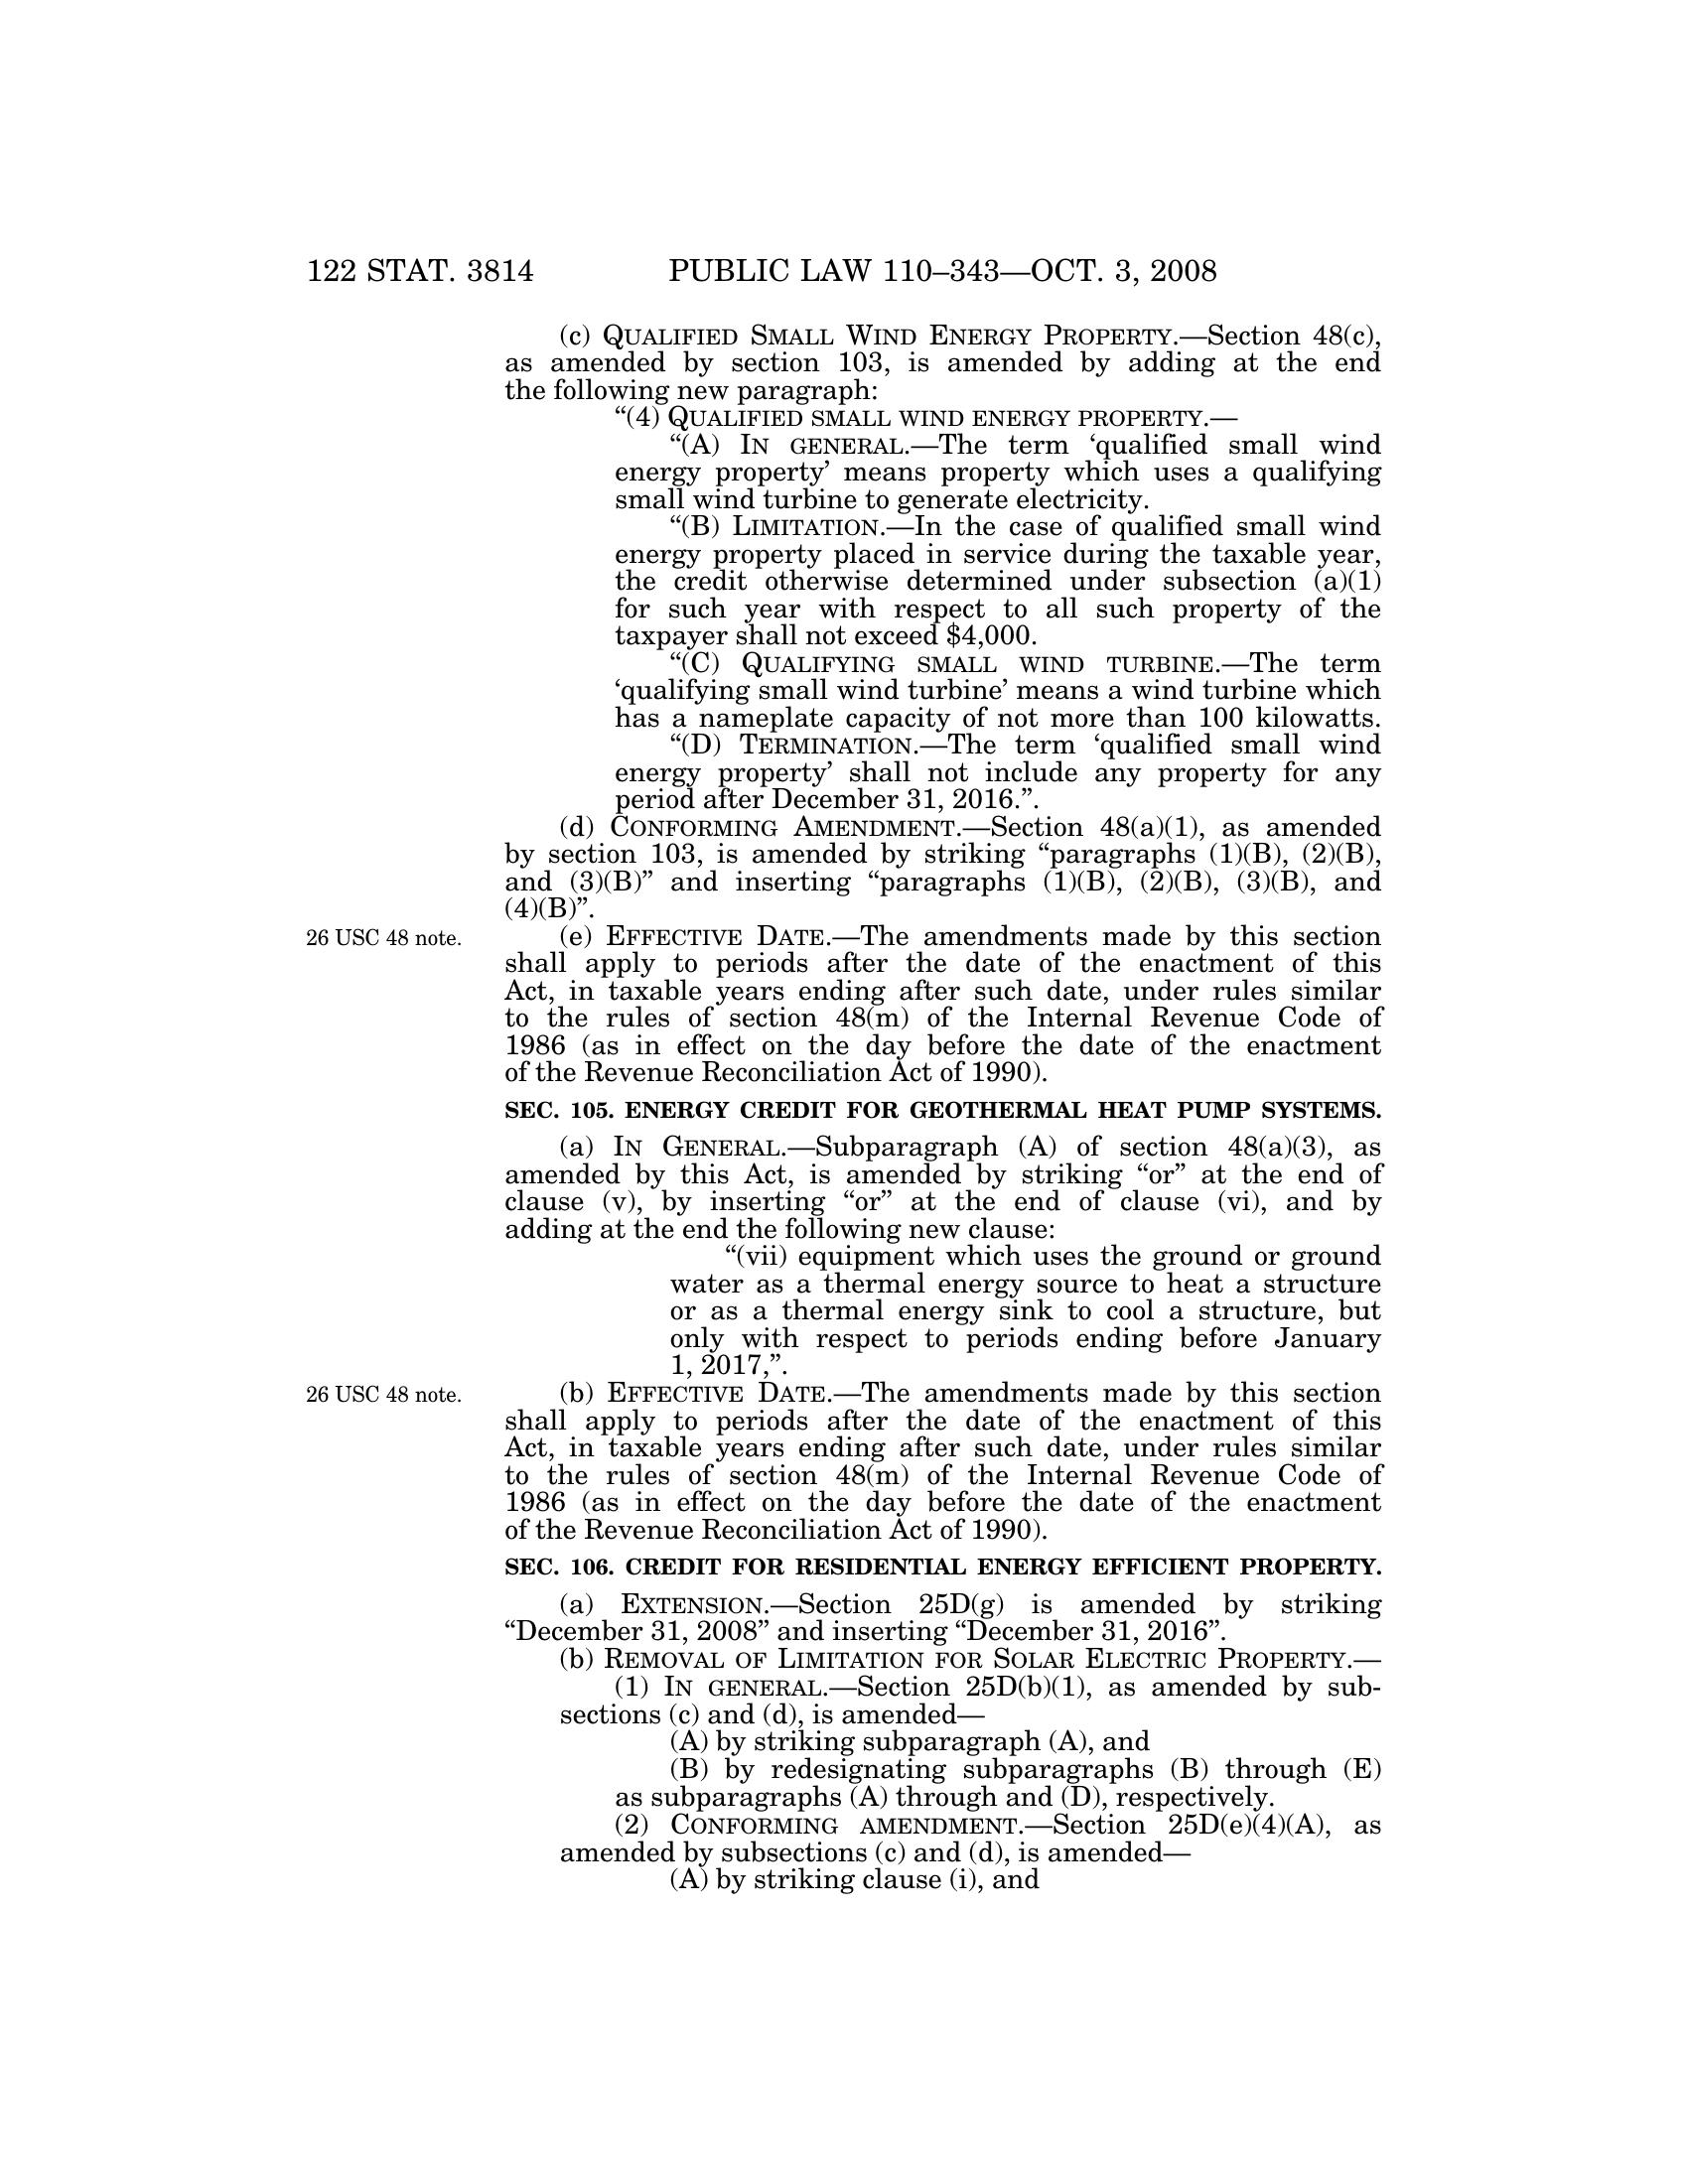 122 STAT. 3814 PUBLIC LAW 110–343—OCT. 3, 2008
(c) QUALIFIED SMALL WIND ENERGY PROPERTY.—Section 48(c),
as amended by section 103, is amended by adding at the end
the following new paragraph:
“(4) QUALIFIED SMALL WIND ENERGY PROPERTY.—
“(A) IN GENERAL.—The term ‘qualified small wind
energy property’ means property which uses a qualifying
small wind turbine to generate electricity.
“(B) LIMITATION.—In the case of qualified small wind
energy property placed in service during the taxable year,
the credit otherwise determined under subsection (a)(1)
for such year with respect to all such property of the
taxpayer shall not exceed $4,000.
“(C) QUALIFYING SMALL WIND TURBINE.—The term
‘qualifying small wind turbine’ means a wind turbine which
has a nameplate capacity of not more than 100 kilowatts.
“(D) TERMINATION.—The term ‘qualified small wind
energy property’ shall not include any property for any
period after December 31, 2016.”.
(d) CONFORMING AMENDMENT.—Section 48(a)(1), as amended
by section 103, is amended by striking “paragraphs (1)(B), (2)(B),
and (3)(B)” and inserting “paragraphs (1)(B), (2)(B), (3)(B), and
(4)(B)”.
26 USC 48 note. (e) EFFECTIVE DATE.—The amendments made by this section
shall apply to periods after the date of the enactment of this
Act, in taxable years ending after such date, under rules similar
to the rules of section 48(m) of the Internal Revenue Code of
1986 (as in effect on the day before the date of the enactment
of the Revenue Reconciliation Act of 1990).
SEC. 105. ENERGY CREDIT FOR GEOTHERMAL HEAT PUMP SYSTEMS.
(a) IN GENERAL.—Subparagraph (A) of section 48(a)(3), as
amended by this Act, is amended by striking “or” at the end of
clause (v), by inserting “or” at the end of clause (vi), and by
adding at the end the following new clause:
“(vii) equipment which uses the ground or ground
water as a thermal energy source to heat a structure
or as a thermal energy sink to cool a structure, but
only with respect to periods ending before January
1, 2017,”.
26 USC 48 note. (b) EFFECTIVE DATE.—The amendments made by this section
shall apply to periods after the date of the enactment of this
Act, in taxable years ending after such date, under rules similar
to the rules of section 48(m) of the Internal Revenue Code of
1986 (as in effect on the day before the date of the enactment
of the Revenue Reconciliation Act of 1990).
SEC. 106. CREDIT FOR RESIDENTIAL ENERGY EFFICIENT PROPERTY.
(a) EXTENSION.—Section 25D(g) is amended by striking
“December 31, 2008” and inserting “December 31, 2016”.
(b) REMOVAL OF LIMITATION FOR SOLAR ELECTRIC PROPERTY.—
(1) IN GENERAL.—Section 25D(b)(1), as amended by sub-
sections (c) and (d), is amended—
(A) by striking subparagraph (A), and
(B) by redesignating subparagraphs (B) through (E)
as subparagraphs (A) through and (D), respectively.
(2) CONFORMING AMENDMENT.—Section 25D(e)(4)(A), as
amended by subsections (c) and (d), is amended—
(A) by striking clause (i), and